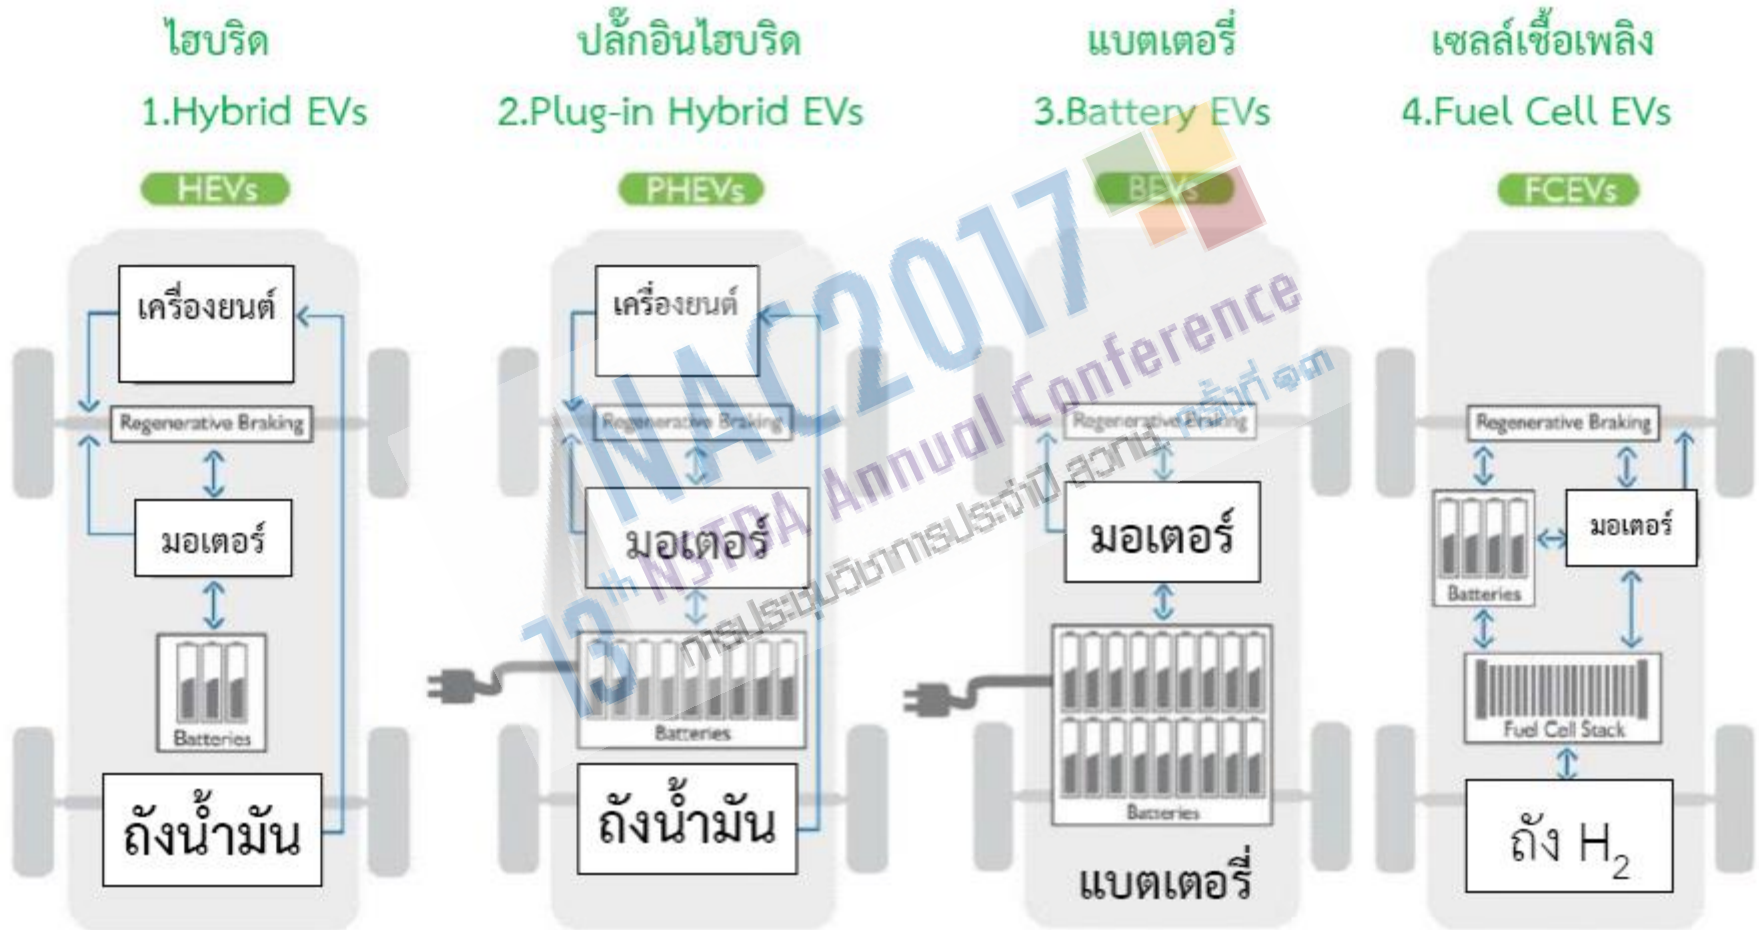 ไฮบริด
1.Hybrid EVs
HEVs
เครื่องยนต์
Regenerative Braking
มอเตอร์
Batteries
ถังน้ำมัน
ปลั๊กอินไฮบริด
2.Plug-in Hybrid EVs
PHEVs
เครื่องยนต์
Regenerative Braking
มอเตอร์
Batteries
ถังน้ำมัน
แบตเตอรี่
3.Battery EVs
BEVs
Regenerative Braking
มอเตอร์
Batteries
แบตเตอรี่
เซลล์เชื้อเพลิง
4.Fuel Cell EVs
FCEVs
Regenerative Braking
มอเตอร์
Batteries
Fuel Cell Stack
ถัง H₂
NAC2017
13th NSTDA Annual Conference
การประชุมวิชาการประจำปี สวทช. ครั้งที่ ๑๓